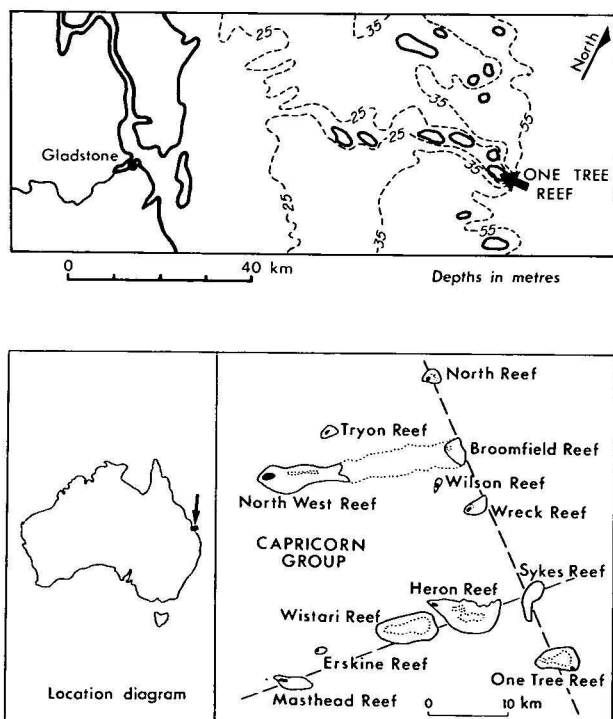 25
35
North
25
55
35
25
25
Gladstone
ONE TREE
REEF
35
25
35
55
0 40 km
Depths in metres
North Reef
Tryon Reef
Broomfield Reef
North West Reef
Wilson Reef
Wreck Reef
CAPRICORN
GROUP
Sykes Reef
Heron Reef
Wistari Reef
Erskine Reef
One Tree Reef
Masthead Reef
Location diagram
0 10
km